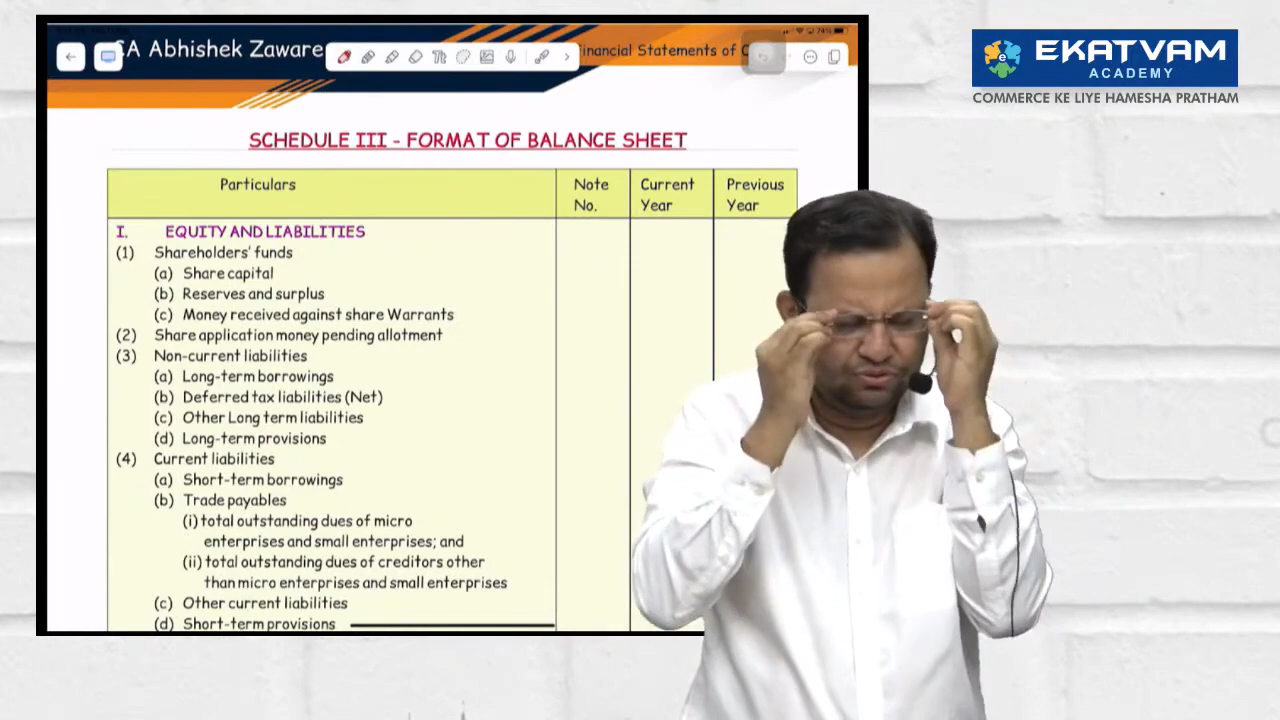 CA Abhishek Zaware
Financial Statements of C
74%
EKATVAM
ACADEMY
COMMERCE KE LIYE HAMESHA PRATHAM
SCHEDULE III - FORMAT OF BALANCE SHEET
Particulars Note No. Current Year Previous Year
I. EQUITY AND LIABILITIES
(1) Shareholders' funds
(a) Share capital
(b) Reserves and surplus
(c) Money received against share Warrants
(2) Share application money pending allotment
(3) Non-current liabilities
(a) Long-term borrowings
(b) Deferred tax liabilities (Net)
(c) Other Long term liabilities
(d) Long-term provisions
(4) Current liabilities
(a) Short-term borrowings
(b) Trade payables
(i) total outstanding dues of micro
enterprises and small enterprises; and
(ii) total outstanding dues of creditors other
than micro enterprises and small enterprises
(c) Other current liabilities
(d) Short-term provisions